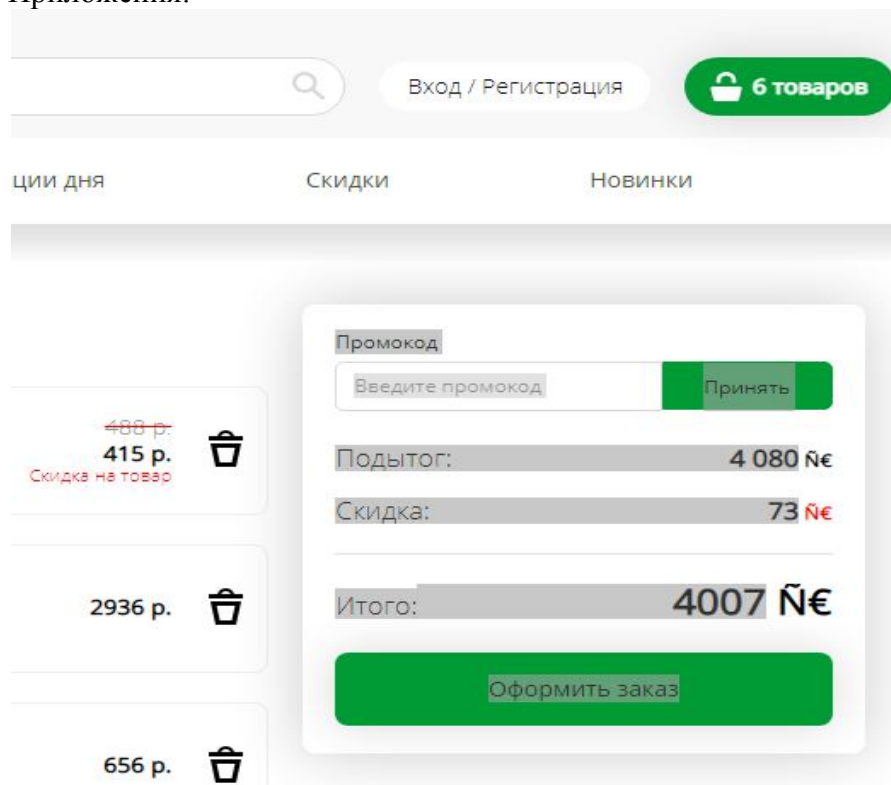 Приложения:
Вход / Регистрация
6 товаров
ции дня
Скидки
Новинки
Промокод
Введите промокод
Принять
488 р.
415 р.
Скидка на товар
Подытог: 4 080 Ñ€
Скидка: 73 Ñ€
2936 р.
Итого: 4007 Ñ€
Оформить заказ
656 р.